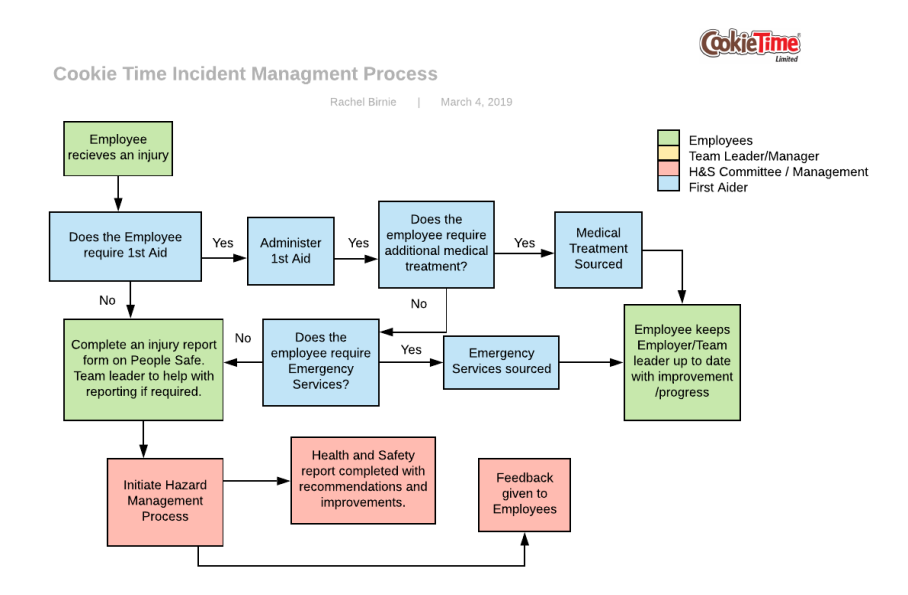 CookieTime
Limited
Cookie Time Incident Managment Process
Rachel Birnie | March 4, 2019
Employee
recieves an injury
Employees
Team Leader/Manager
H&S Committee / Management
First Aider
Does the Employee
require 1st Aid
Yes
Administer
1st Aid
Yes
Does the
employee require
additional medical
treatment?
Yes
Medical
Treatment
Sourced
No
No
Complete an injury report
form on People Safe.
Team leader to help with
reporting if required.
No
Does the
employee require
Emergency
Services?
Yes
Emergency
Services sourced
Employee keeps
Employer/Team
leader up to date
with improvement
/progress
Initiate Hazard
Management
Process
Health and Safety
report completed with
recommendations and
improvements.
Feedback
given to
Employees